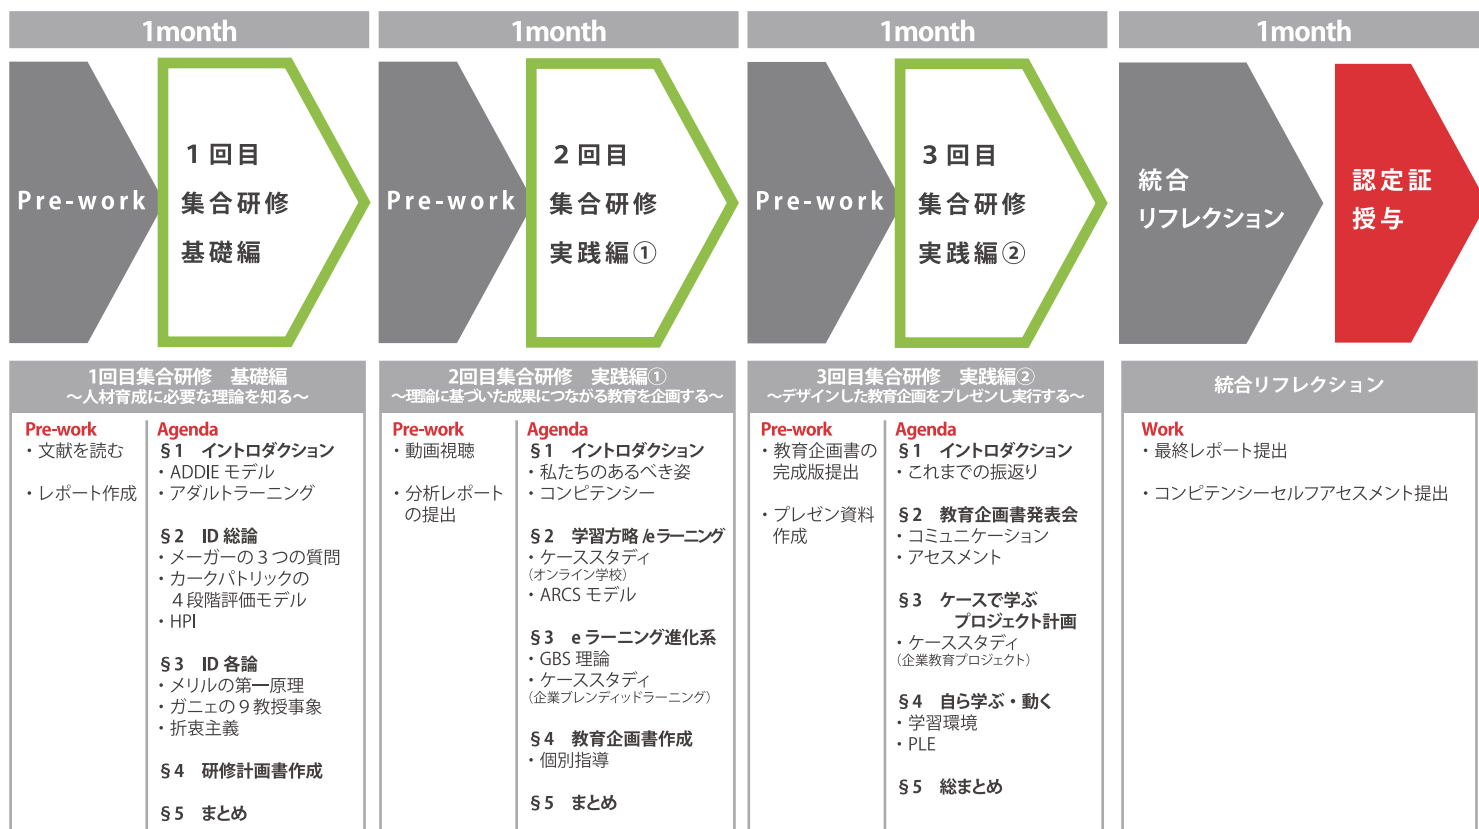 1month
1month
1month
1month
Pre-work
1回目
集合研修
基礎編
Pre-work
2回目
集合研修
実践編①
Pre-work
3回目
集合研修
実践編②
統合
リフレクション
認定証
授与
1回目集合研修　基礎編
～人材育成に必要な理論を知る～
Pre-work
・文献を読む
・レポート作成
Agenda
§1　イントロダクション
・ADDIE モデル
・アダルトラーニング
§2　ID 総論
・メーガーの３つの質問
・カークパトリックの
４段階評価モデル
・HPI
§3　ID 各論
・メリルの第一原理
・ガニェの９教授事象
・折衷主義
§4　研修計画書作成
§5　まとめ
2回目集合研修　実践編①
～理論に基づいた成果につながる教育を企画する～
Pre-work
・動画視聴
・分析レポート
の提出
Agenda
§1　イントロダクション
・私たちのあるべき姿
・コンピテンシー
§2　学習方略/eラーニング
・ケーススタディ
（オンライン学校）
・ARCS モデル
§3　e ラーニング進化系
・GBS 理論
・ケーススタディ
（企業ブレンディッドラーニング）
§4　教育企画書作成
・個別指導
§5　まとめ
3回目集合研修　実践編②
～デザインした教育企画をプレゼンし実行する～
Pre-work
・教育企画書の
完成版提出
・プレゼン資料
作成
Agenda
§1　イントロダクション
・これまでの振返り
§2　教育企画書発表会
・コミュニケーション
・アセスメント
§3　ケースで学ぶ
プロジェクト計画
・ケーススタディ
（企業教育プロジェクト）
§4　自ら学ぶ・動く
・学習環境
・PLE
§5　総まとめ
統合リフレクション
Work
・最終レポート提出
・コンピテンシーセルフアセスメント提出